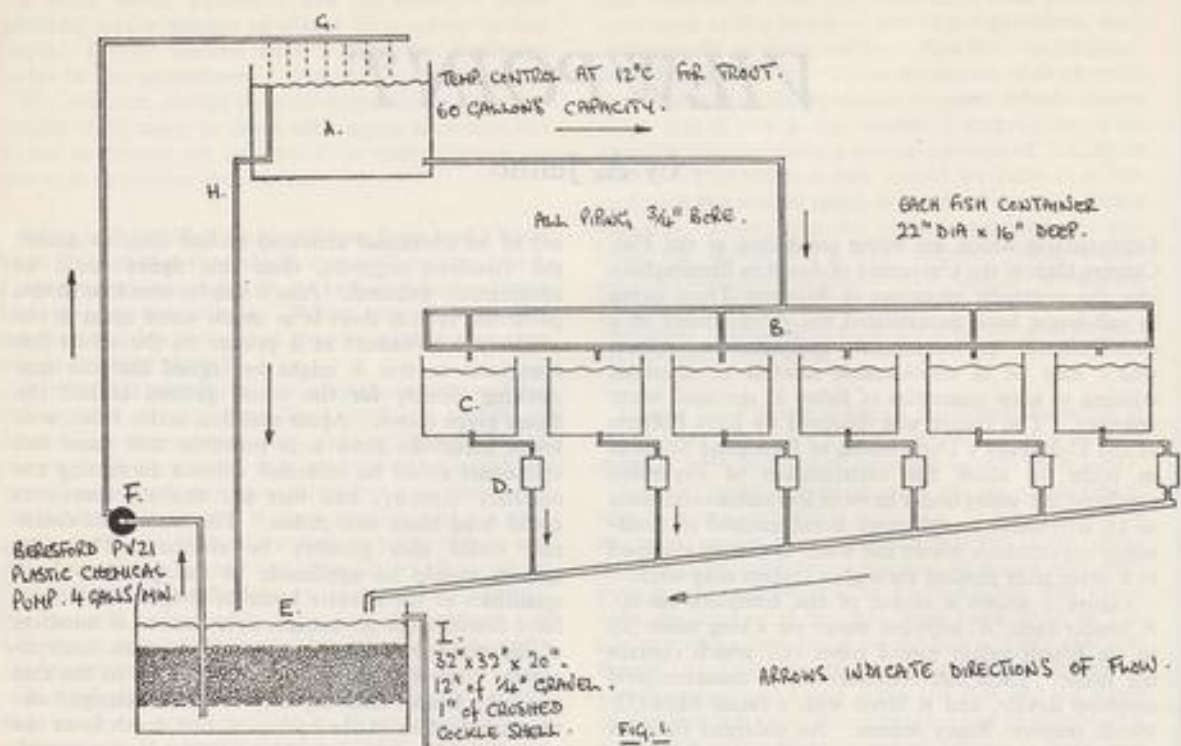 G.
TEMP. CONTROL AT 12°C FOR TROUT.
60 GALLONS CAPACITY.
A.
H.
ALL PIPING 3/4" BORE.
EACH FISH CONTAINER
22" DIA x 16" DEEP.
B.
C.
D.
F.
BERESFORD PV21
PLASTIC CHEMICAL
PUMP. 4 GALLS/MIN.
E.
I.
32" x 32" x 20".
12" of 1/4" GRAVEL.
1" of CRUSHED
COCKLE SHELL.
ARROWS INDICATE DIRECTIONS OF FLOW.
FIG. 1.